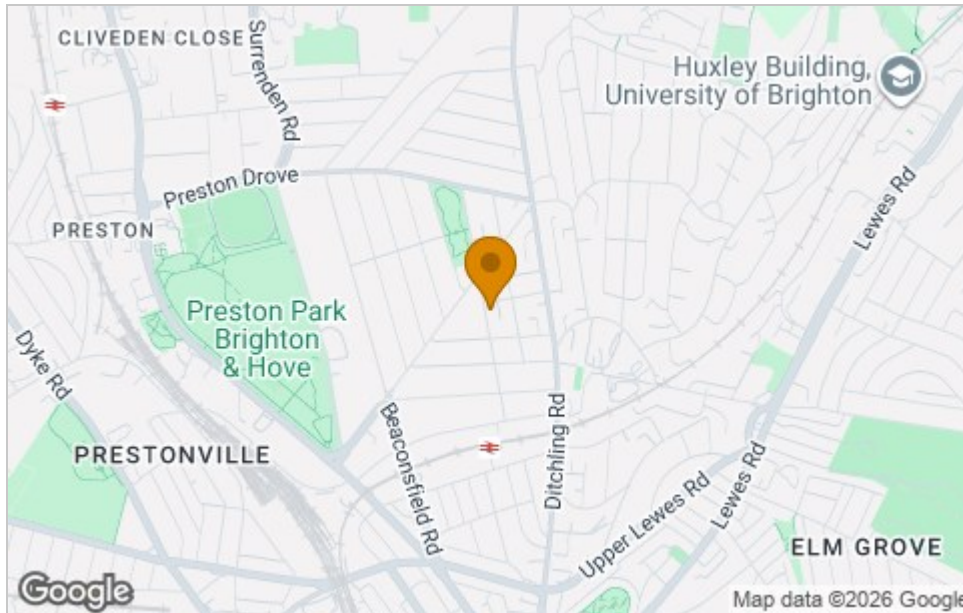 CLIVEDEN CLOSE
Surrenden Rd
Huxley Building,
University of Brighton
Preston Drove
Lewes Rd
PRESTON
Preston Park
Brighton
& Hove
Dyke Rd
Beaconsfield Rd
Ditchling Rd
PRESTONVILLE
Lewes Rd
Upper Lewes Rd
ELM GROVE
Google
Map data ©2026 Google